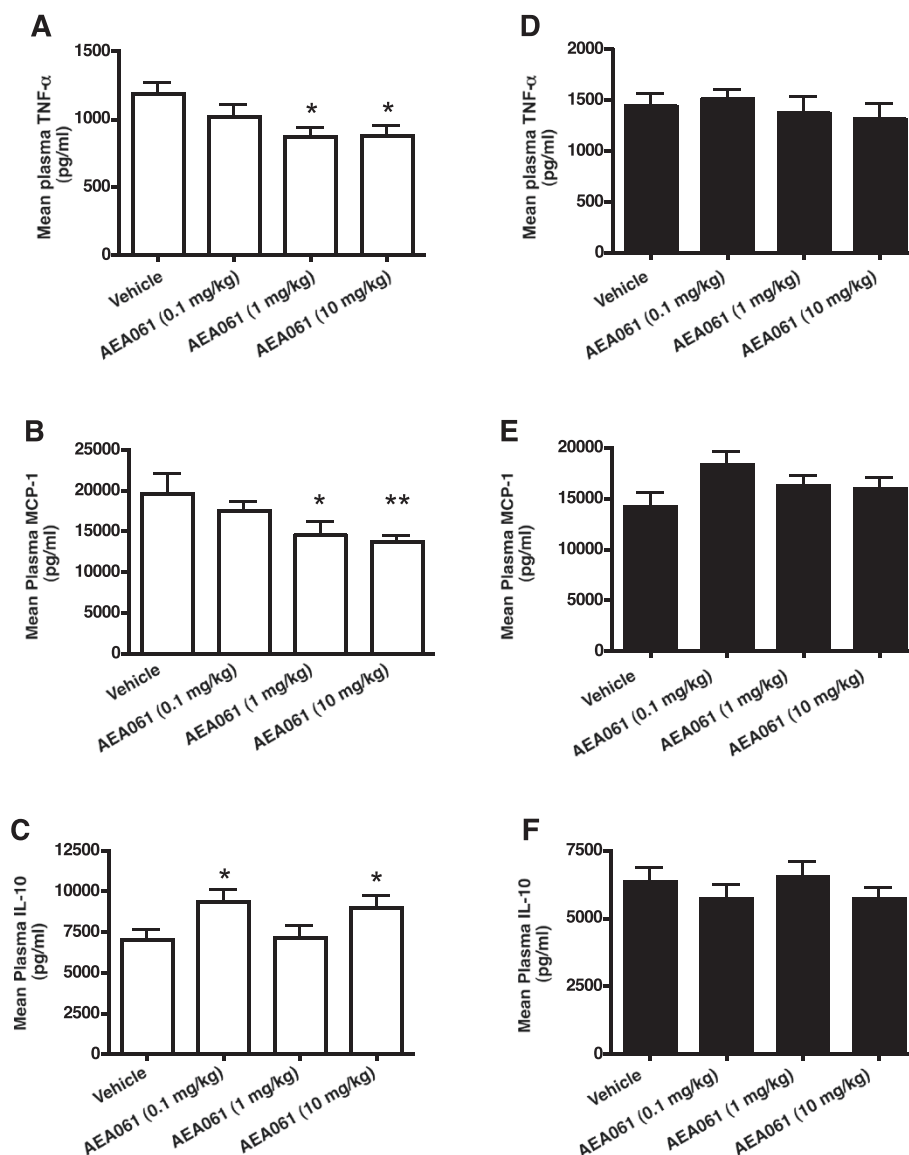 A
Mean plasma TNF-α
(pg/ml)
1500
1000
500
0
*
*
Vehicle
AEA061 (0.1 mg/kg)
AEA061 (1 mg/kg)
AEA061 (10 mg/kg)
D
Mean plasma TNF-α
(pg/ml)
2000
1500
1000
500
0
Vehicle
AEA061 (0.1 mg/kg)
AEA061 (1 mg/kg)
AEA061 (10 mg/kg)
B
Mean Plasma MCP-1
(pg/ml)
25000
20000
15000
10000
5000
0
*
**
Vehicle
AEA061 (0.1 mg/kg)
AEA061 (1 mg/kg)
AEA061 (10 mg/kg)
E
Mean Plasma MCP-1
(pg/ml)
20000
15000
10000
5000
0
Vehicle
AEA061 (0.1 mg/kg)
AEA061 (1 mg/kg)
AEA061 (10 mg/kg)
C
Mean Plasma IL-10
(pg/ml)
12500
10000
7500
5000
2500
0
*
*
Vehicle
AEA061 (0.1 mg/kg)
AEA061 (1 mg/kg)
AEA061 (10 mg/kg)
F
Mean Plasma IL-10
(pg/ml)
7500
5000
2500
0
Vehicle
AEA061 (0.1 mg/kg)
AEA061 (1 mg/kg)
AEA061 (10 mg/kg)